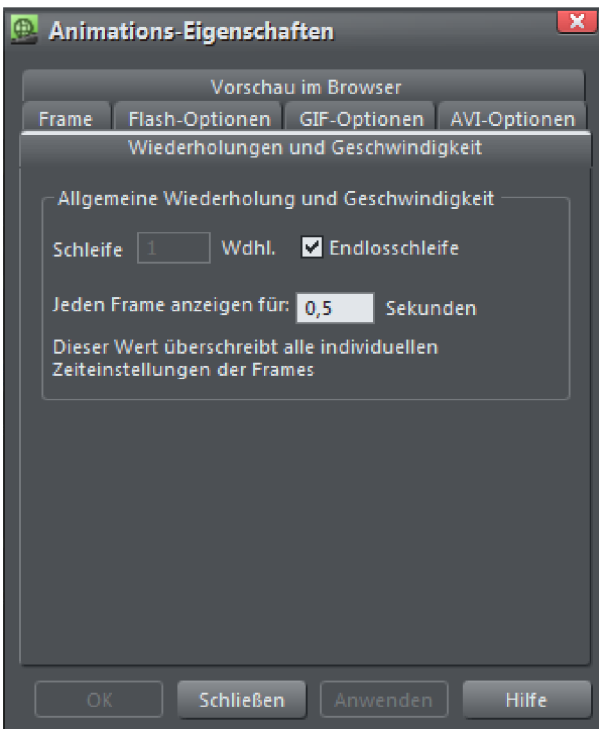 Animations-Eigenschaften
Vorschau im Browser
Frame Flash-Optionen GIF-Optionen AVI-Optionen
Wiederholungen und Geschwindigkeit
Allgemeine Wiederholung und Geschwindigkeit
Schleife 1 Wdhl. Endlosschleife
Jeden Frame anzeigen für: 0,5 Sekunden
Dieser Wert überschreibt alle individuellen
Zeiteinstellungen der Frames
OK Schließen Anwenden Hilfe